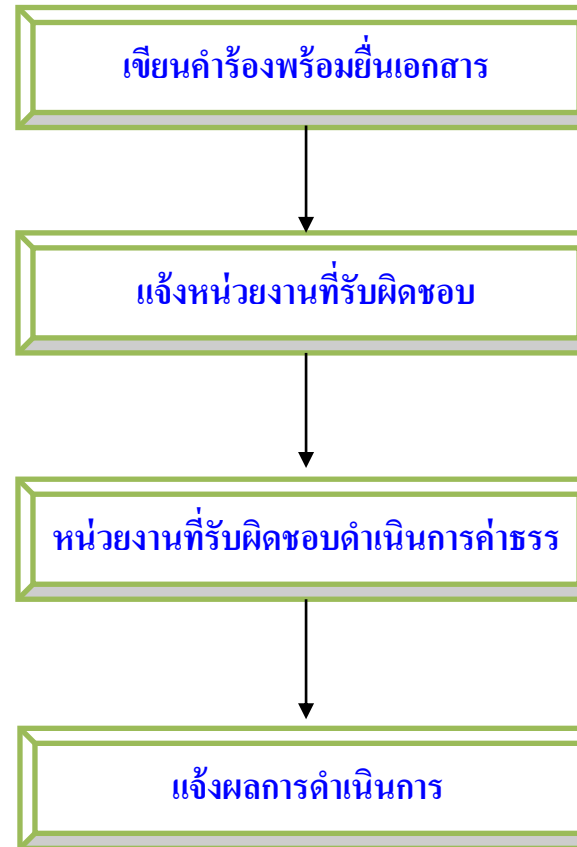 เขียนคำร้องพร้อมยื่นเอกสาร
แจ้งหน่วยงานที่รับผิดชอบ
หน่วยงานที่รับผิดชอบดำเนินการค่าธรร
แจ้งผลการดำเนินการ